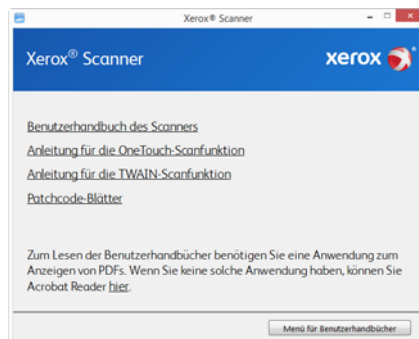 Xerox® Scanner
Xerox® Scanner
xerox
Benutzerhandbuch des Scanners
Anleitung für die OneTouch-Scanfunktion
Anleitung für die TWAIN-Scanfunktion
Patchcode-Blätter
Zum Lesen der Benutzerhandbücher benötigen Sie eine Anwendung zum
Anzeigen von PDFs. Wenn Sie keine solche Anwendung haben, können Sie
Acrobat Reader hier.
Menü für Benutzerhandbücher